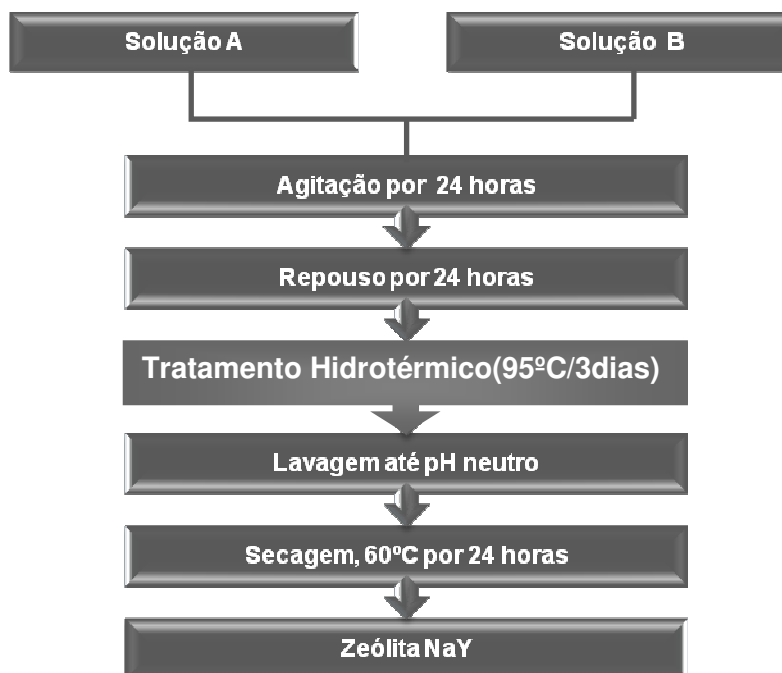 Solução A
Solução B
Agitação por 24 horas
Repouso por 24 horas
Tratamento Hidrotérmico(95ºC/3dias)
Lavagem até pH neutro
Secagem, 60ºC por 24 horas
Zeólita NaY